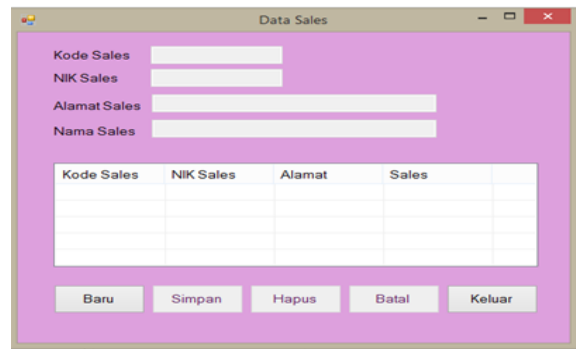 Data Sales
Kode Sales
NIK Sales
Alamat Sales
Nama Sales
Kode Sales NIK Sales Alamat Sales
Baru Simpan Hapus Batal Keluar